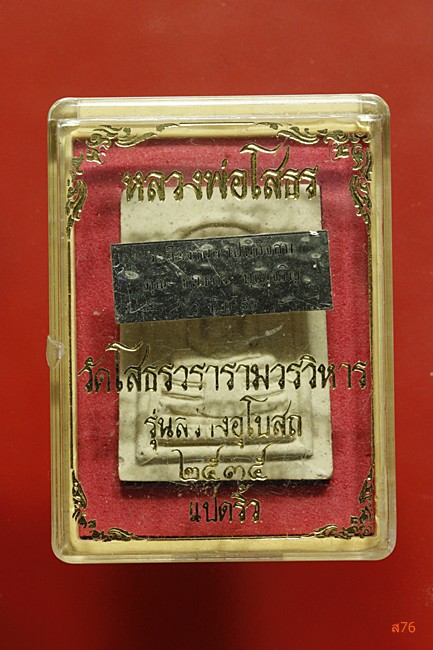 หลวงพ่อโสธร
วัดโสธรวรารามวรวิหาร
รุ่นสร้างอุโบสถ
๒๕๓๕
แปดริ้ว
ส76